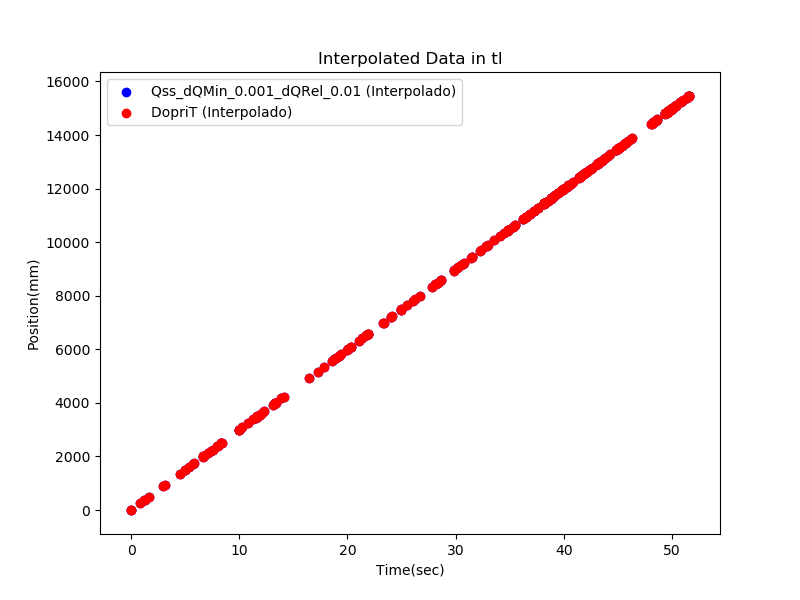 Interpolated Data in tl
Qss_dQMin_0.001_dQRel_0.01 (Interpolado)
DopriT (Interpolado)
16000
14000
12000
10000
8000
6000
4000
2000
0
Position(mm)
0 10 20 30 40 50
Time(sec)